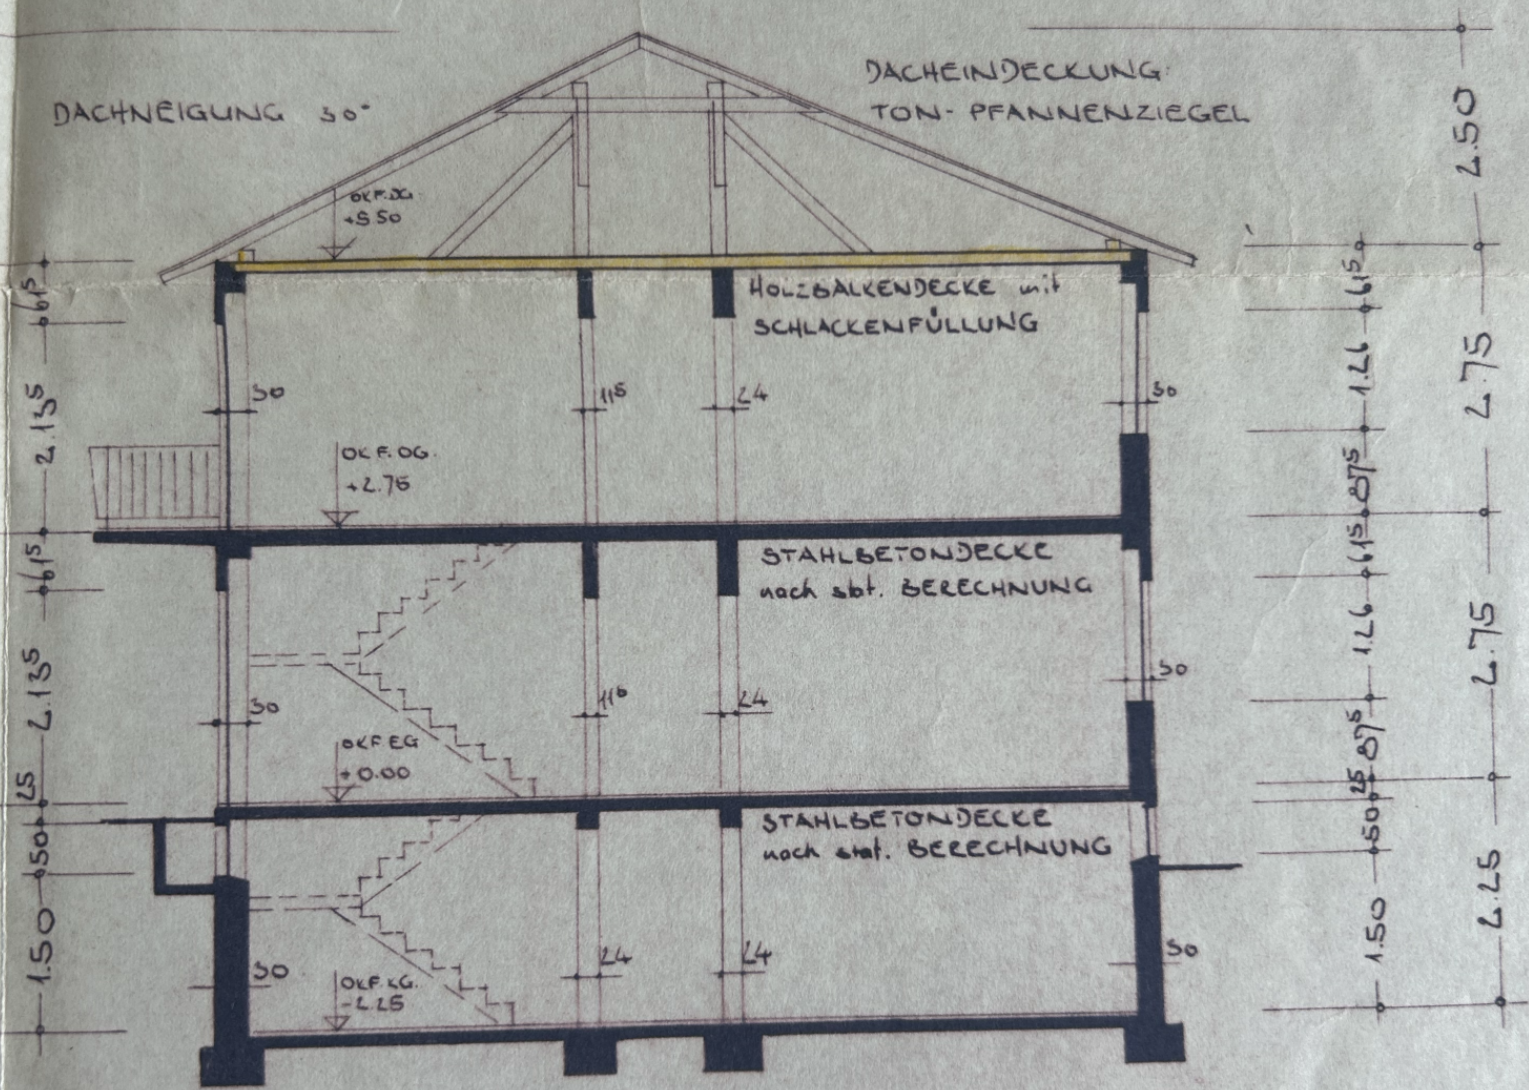 2.50
DACHEINDECKUNG
TON- PFANNENZIEGEL
DACHNEIGUNG 30°
OKF.DG.
+5.50
HOLZBALKENDECKE mit
SCHLACKENFÜLLUNG
61⁵
61⁵
2.13⁵
30
11⁵
24
30
1.26
2.75
OKF.OG.
+2.75
87⁵
61⁵
STAHLBETONDECKE
nach stat. BERECHNUNG
61⁵
2.13⁵
30
11⁵
24
30
1.26
2.75
OKF.EG
+0.00
87⁵
25
25
STAHLBETONDECKE
nach stat. BERECHNUNG
50
50
1.50
30
24
24
30
1.50
2.25
OKF.KG.
-2.25